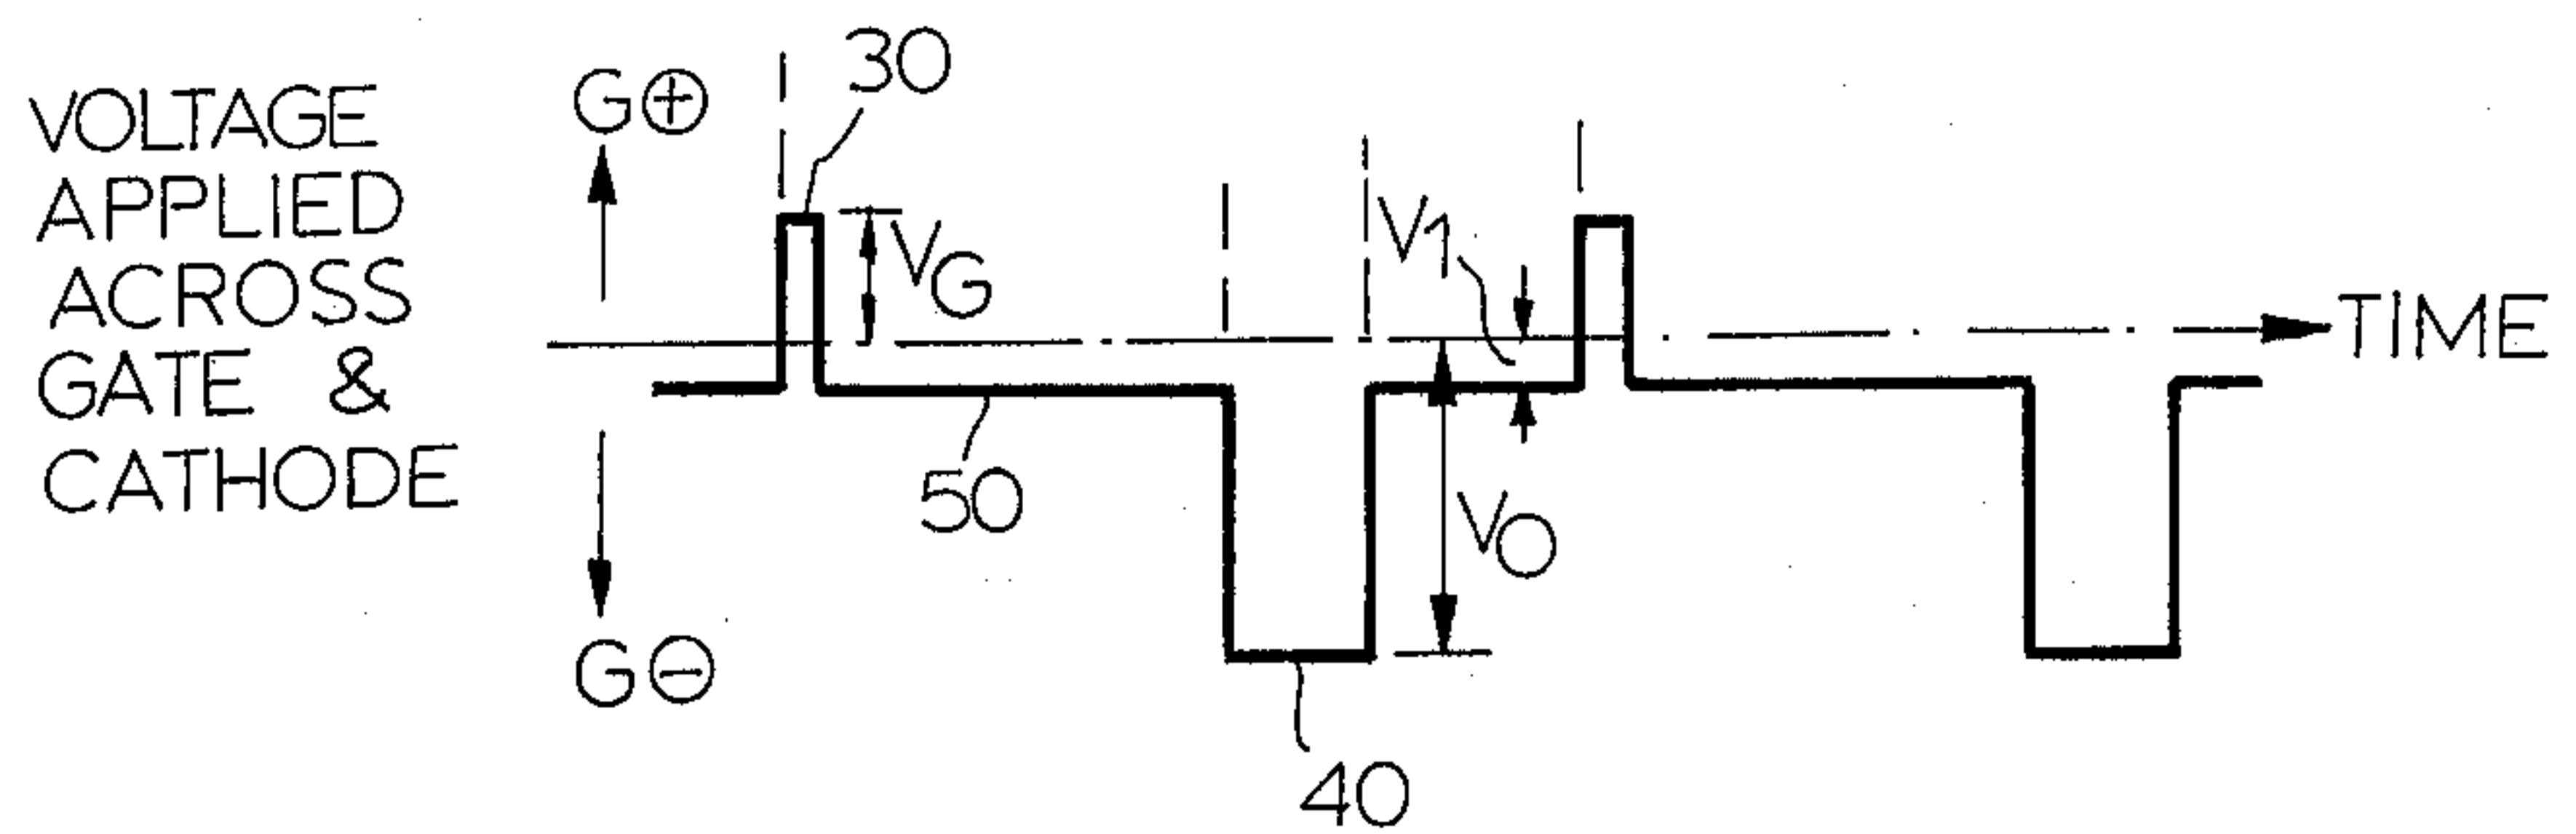 VOLTAGE
APPLIED
ACROSS
GATE &
CATHODE
G⊕
30
VG
V1
TIME
50
VO
G⊖
40